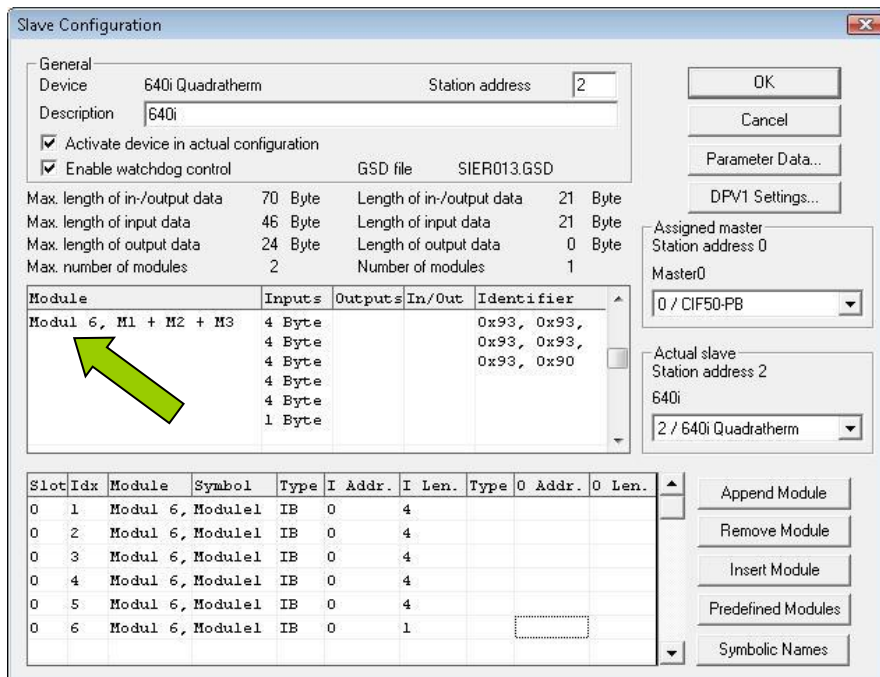 Slave Configuration
General
Device 640i Quadratherm Station address 2
Description 640i
Activate device in actual configuration
Enable watchdog control GSD file SIER013.GSD
Max. length of in-/output data 70 Byte Length of in-/output data 21 Byte
Max. length of input data 46 Byte Length of input data 21 Byte
Max. length of output data 24 Byte Length of output data 0 Byte
Max. number of modules 2 Number of modules 1
OK
Cancel
Parameter Data...
DPV1 Settings...
Assigned master
Station address 0
Master0
0 / CIF50-PB
Actual slave
Station address 2
640i
2 / 640i Quadratherm
Module Inputs Outputs In/Out Identifier
Modul 6, M1 + M2 + M3 4 Byte 0x93, 0x93,
4 Byte 0x93, 0x93,
4 Byte 0x93, 0x90
4 Byte
4 Byte
1 Byte
Slot Idx Module Symbol Type I Addr. I Len. Type O Addr. O Len.
0 1 Modul 6, Module1 IB 0 4
0 2 Modul 6, Module1 IB 0 4
0 3 Modul 6, Module1 IB 0 4
0 4 Modul 6, Module1 IB 0 4
0 5 Modul 6, Module1 IB 0 4
0 6 Modul 6, Module1 IB 0 1
Append Module
Remove Module
Insert Module
Predefined Modules
Symbolic Names